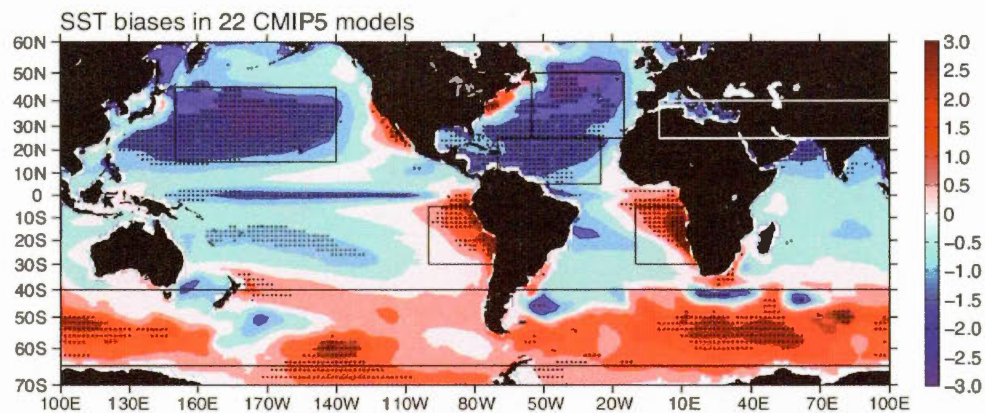 SST biases in 22 CMIP5 models
60N
50N
40N
30N
20N
10N
0
10S
20S
30S
40S
50S
60S
70S
100E 130E 160E 170W 140W 110W 80W 50W 20W 10E 40E 70E 100E
3.0
2.5
2.0
1.5
1.0
0.5
0
−0.5
−1.0
−1.5
−2.0
−2.5
−3.0